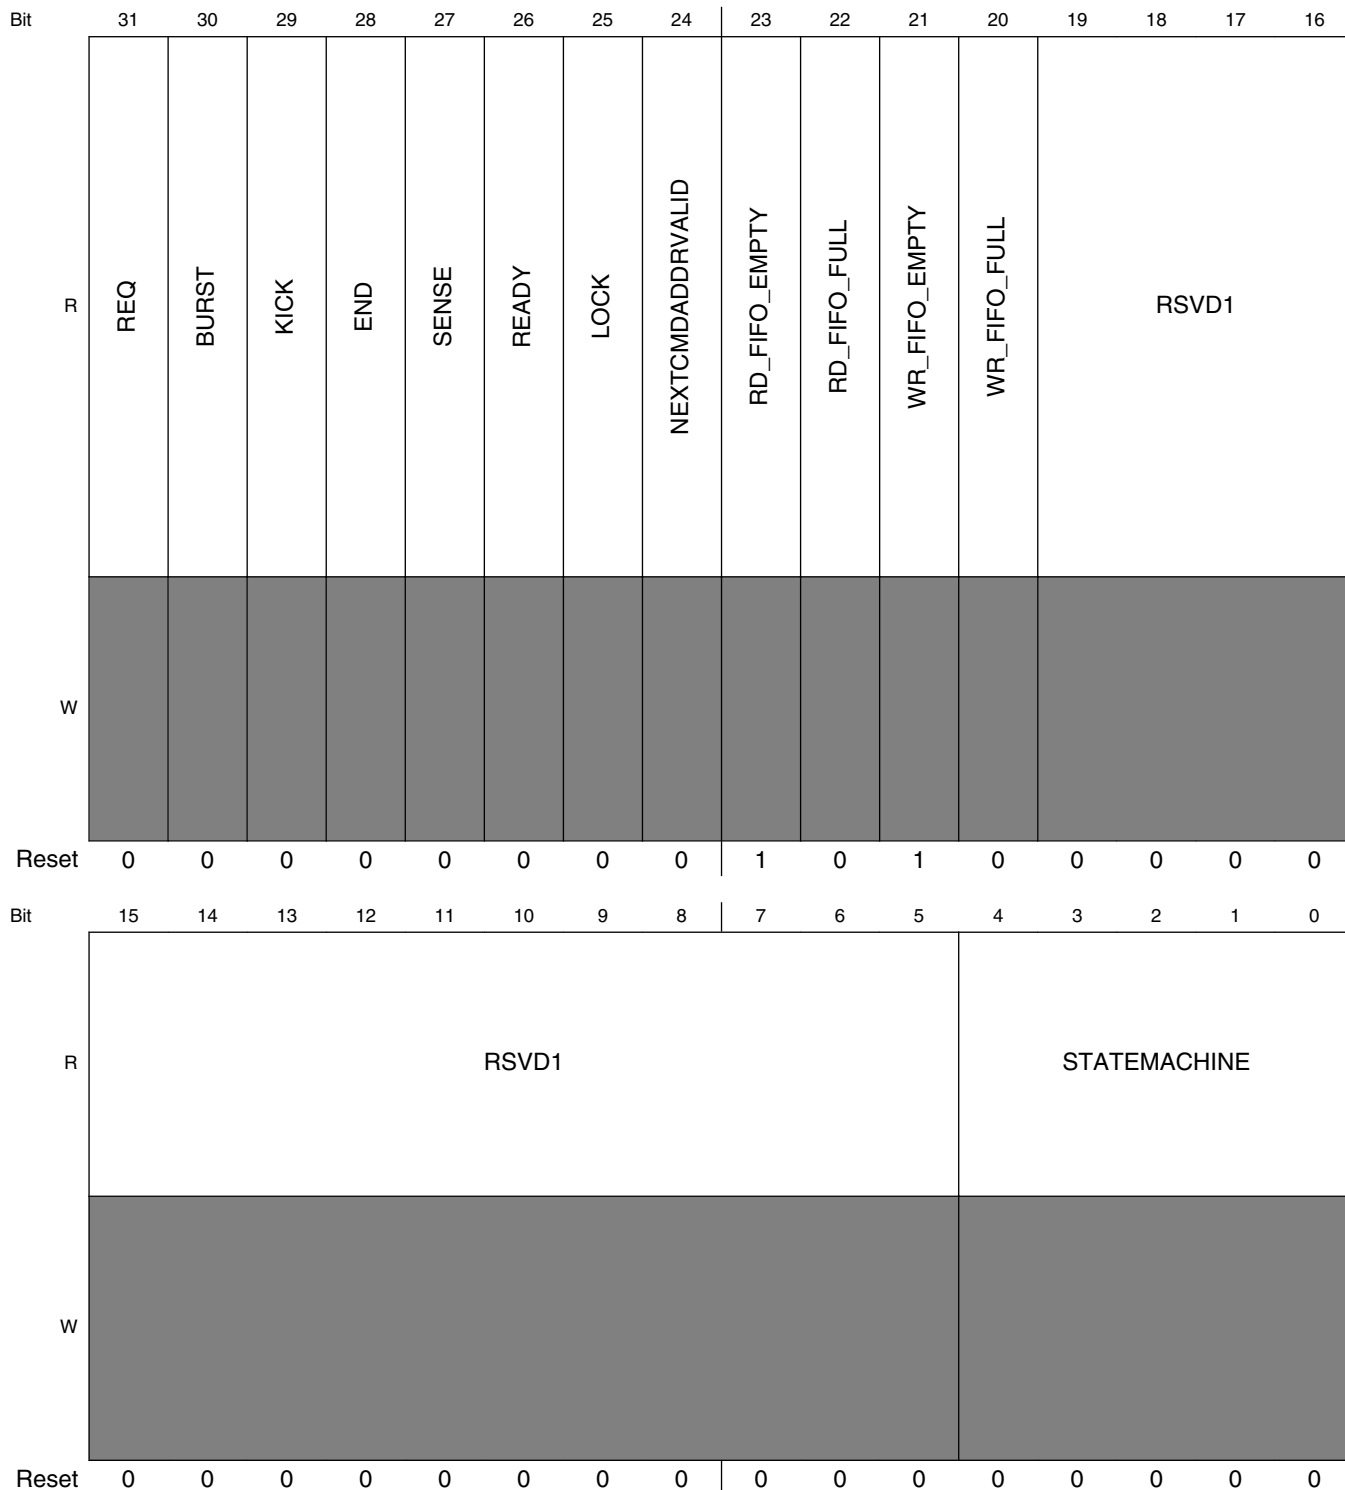 Bit 31 30 29 28 27 26 25 24 23 22 21 20 19 18 17 16
R REQ BURST KICK END SENSE READY LOCK NEXTCMDADDRVALID RD_FIFO_EMPTY RD_FIFO_FULL WR_FIFO_EMPTY WR_FIFO_FULL RSVD1
W
Reset 0 0 0 0 0 0 0 0 1 0 1 0 0 0 0 0
Bit 15 14 13 12 11 10 9 8 7 6 5 4 3 2 1 0
R RSVD1 STATEMACHINE
W
Reset 0 0 0 0 0 0 0 0 0 0 0 0 0 0 0 0